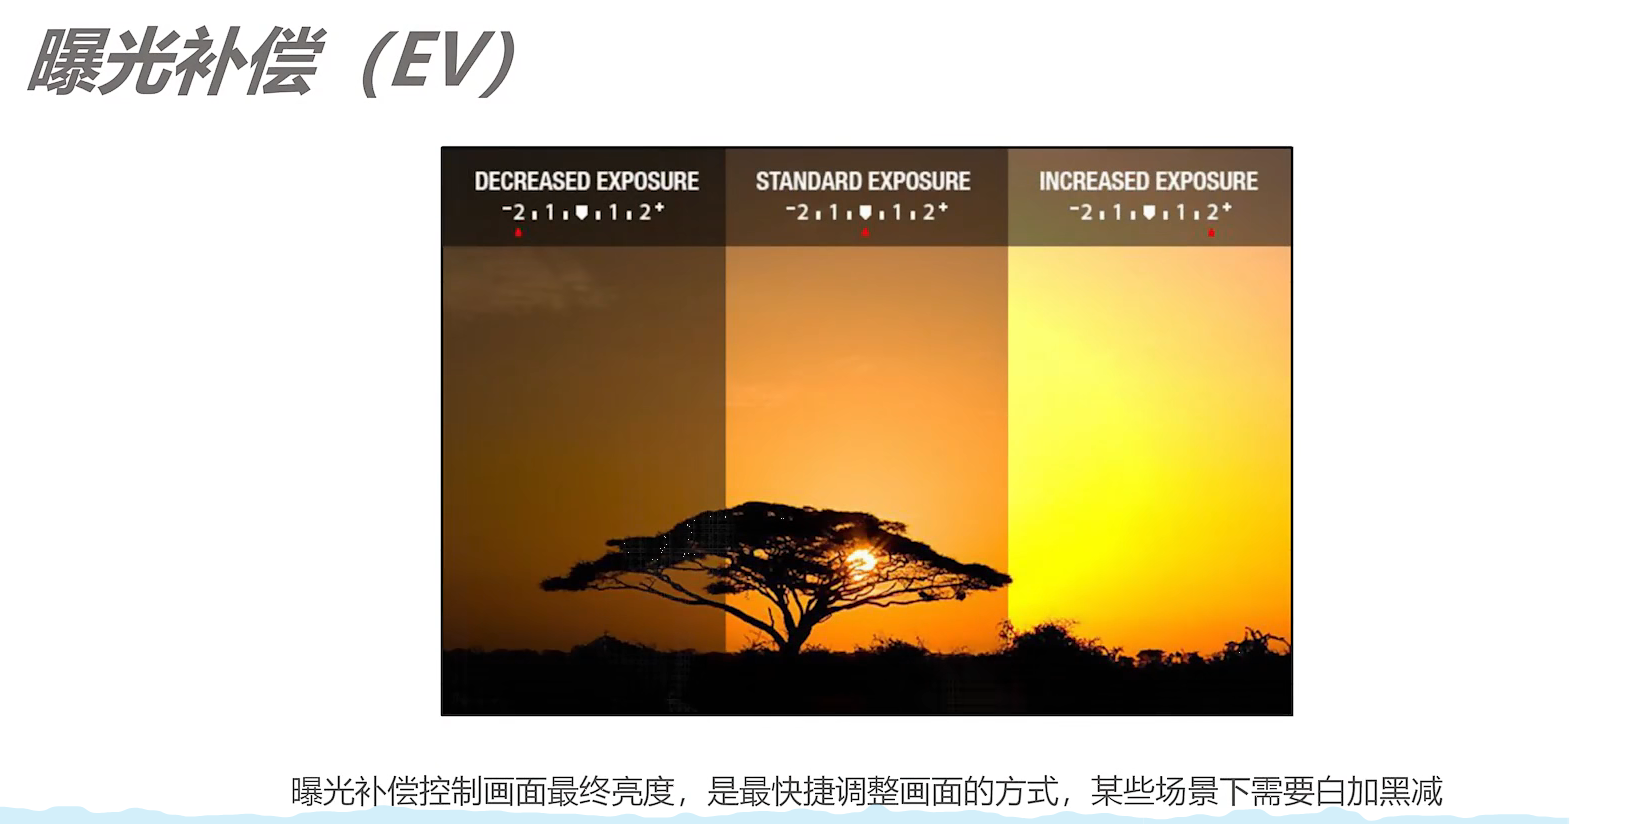 曝光补偿（EV）
DECREASED EXPOSURE STANDARD EXPOSURE INCREASED EXPOSURE
-2 1 1 2+ -2 1 1 2+ -2 1 1 2+
曝光补偿控制画面最终亮度，是最快捷调整画面的方式，某些场景下需要白加黑减